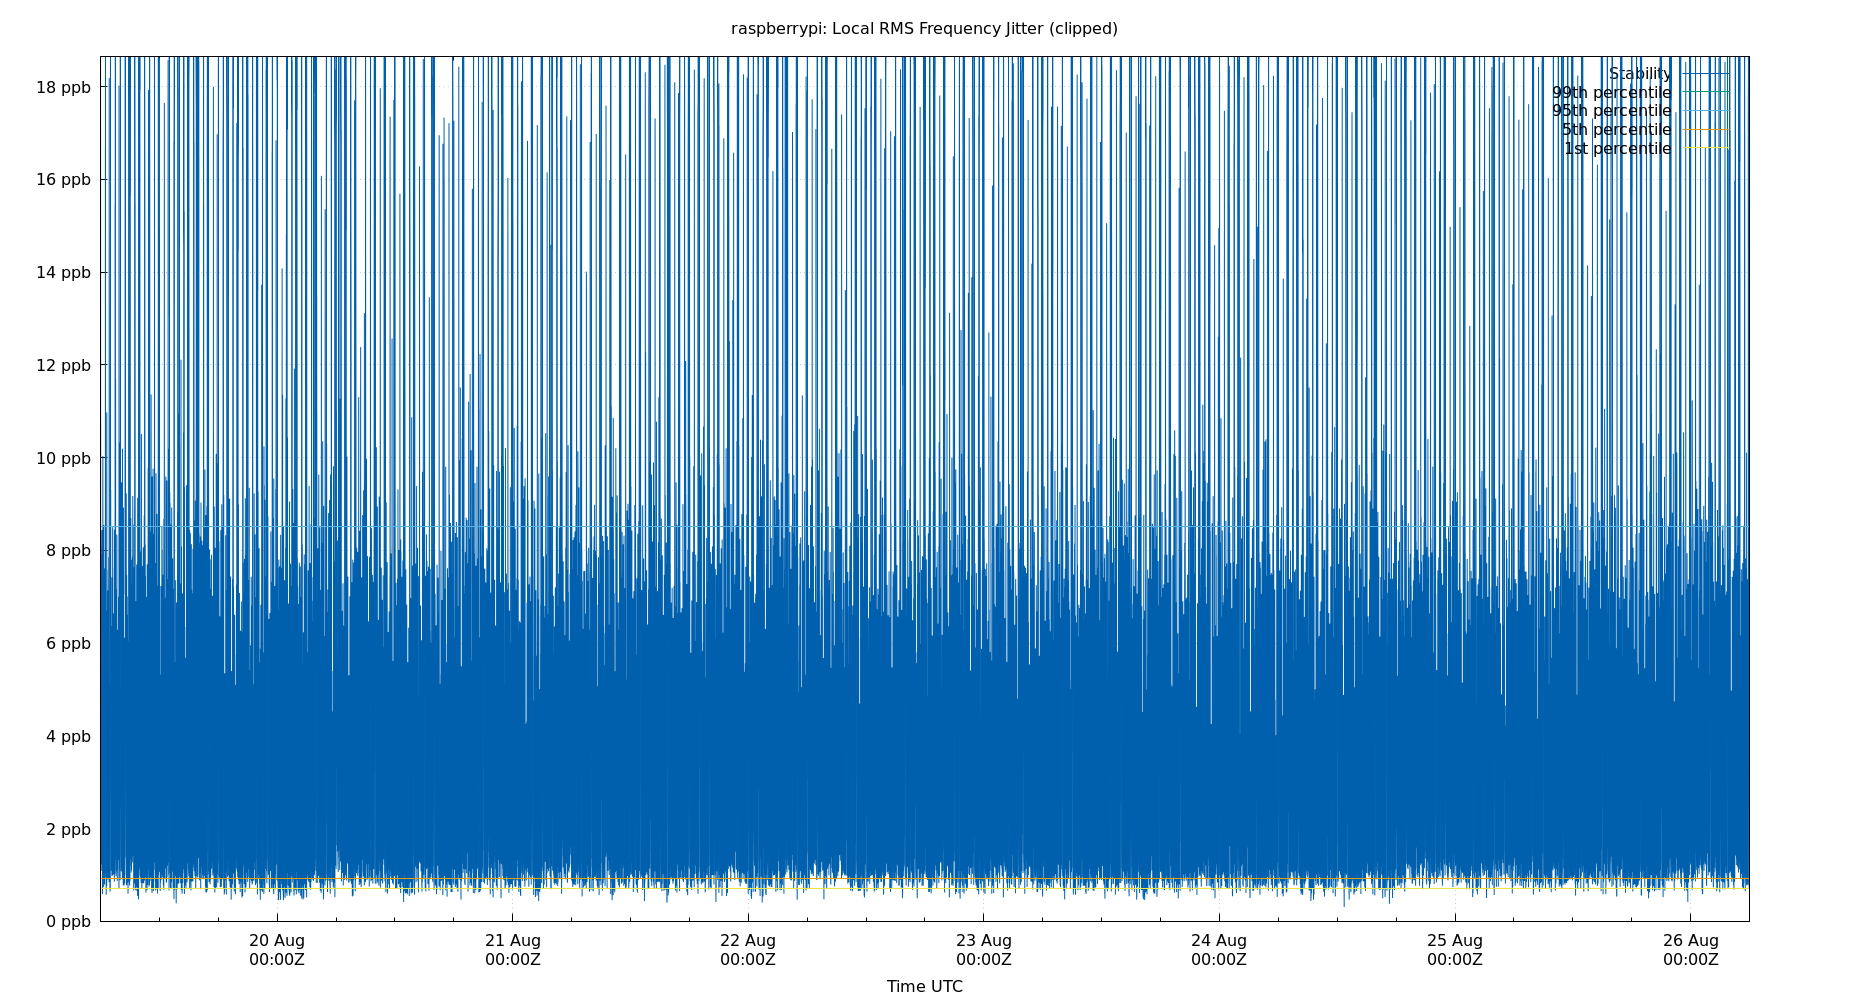 raspberrypi: Local RMS Frequency Jitter (clipped)
18 ppb
16 ppb
14 ppb
12 ppb
10 ppb
8 ppb
6 ppb
4 ppb
2 ppb
0 ppb
Stability
99th percentile
95th percentile
5th percentile
1st percentile
20 Aug
00:00Z
21 Aug
00:00Z
22 Aug
00:00Z
23 Aug
00:00Z
24 Aug
00:00Z
25 Aug
00:00Z
26 Aug
00:00Z
Time UTC